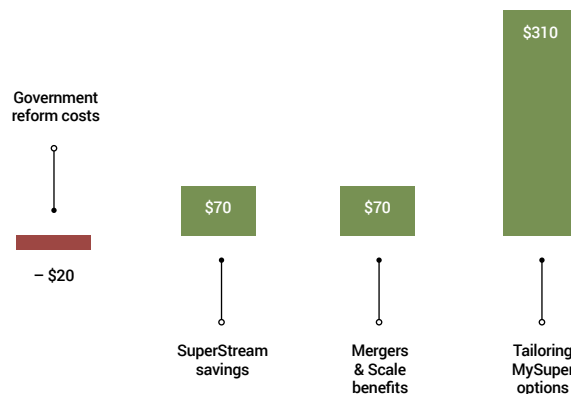 $310
Government
reform costs
$70
$70
– $20
SuperStream
savings
Mergers
& Scale
benefits
Tailoring
MySuper
options